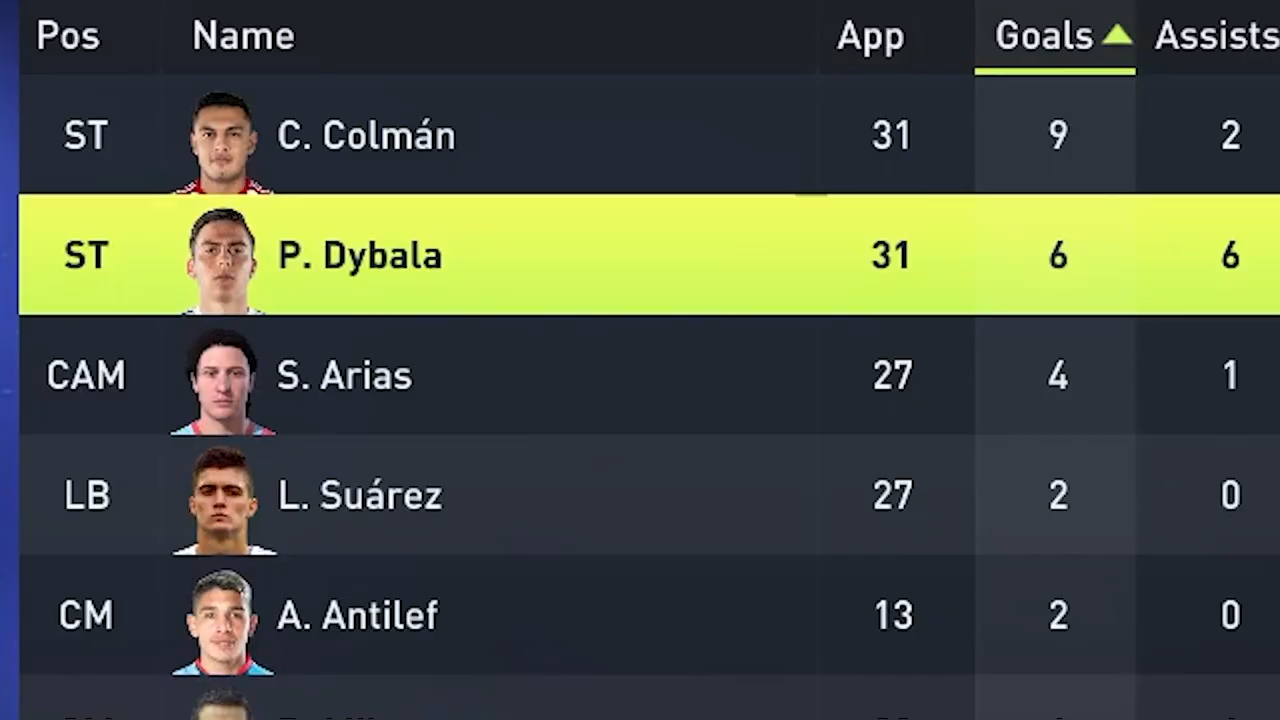 Pos Name App Goals Assists
ST C. Colmán 31 9 2
ST P. Dybala 31 6 6
CAM S. Arias 27 4 1
LB L. Suárez 27 2 0
CM A. Antilef 13 2 0